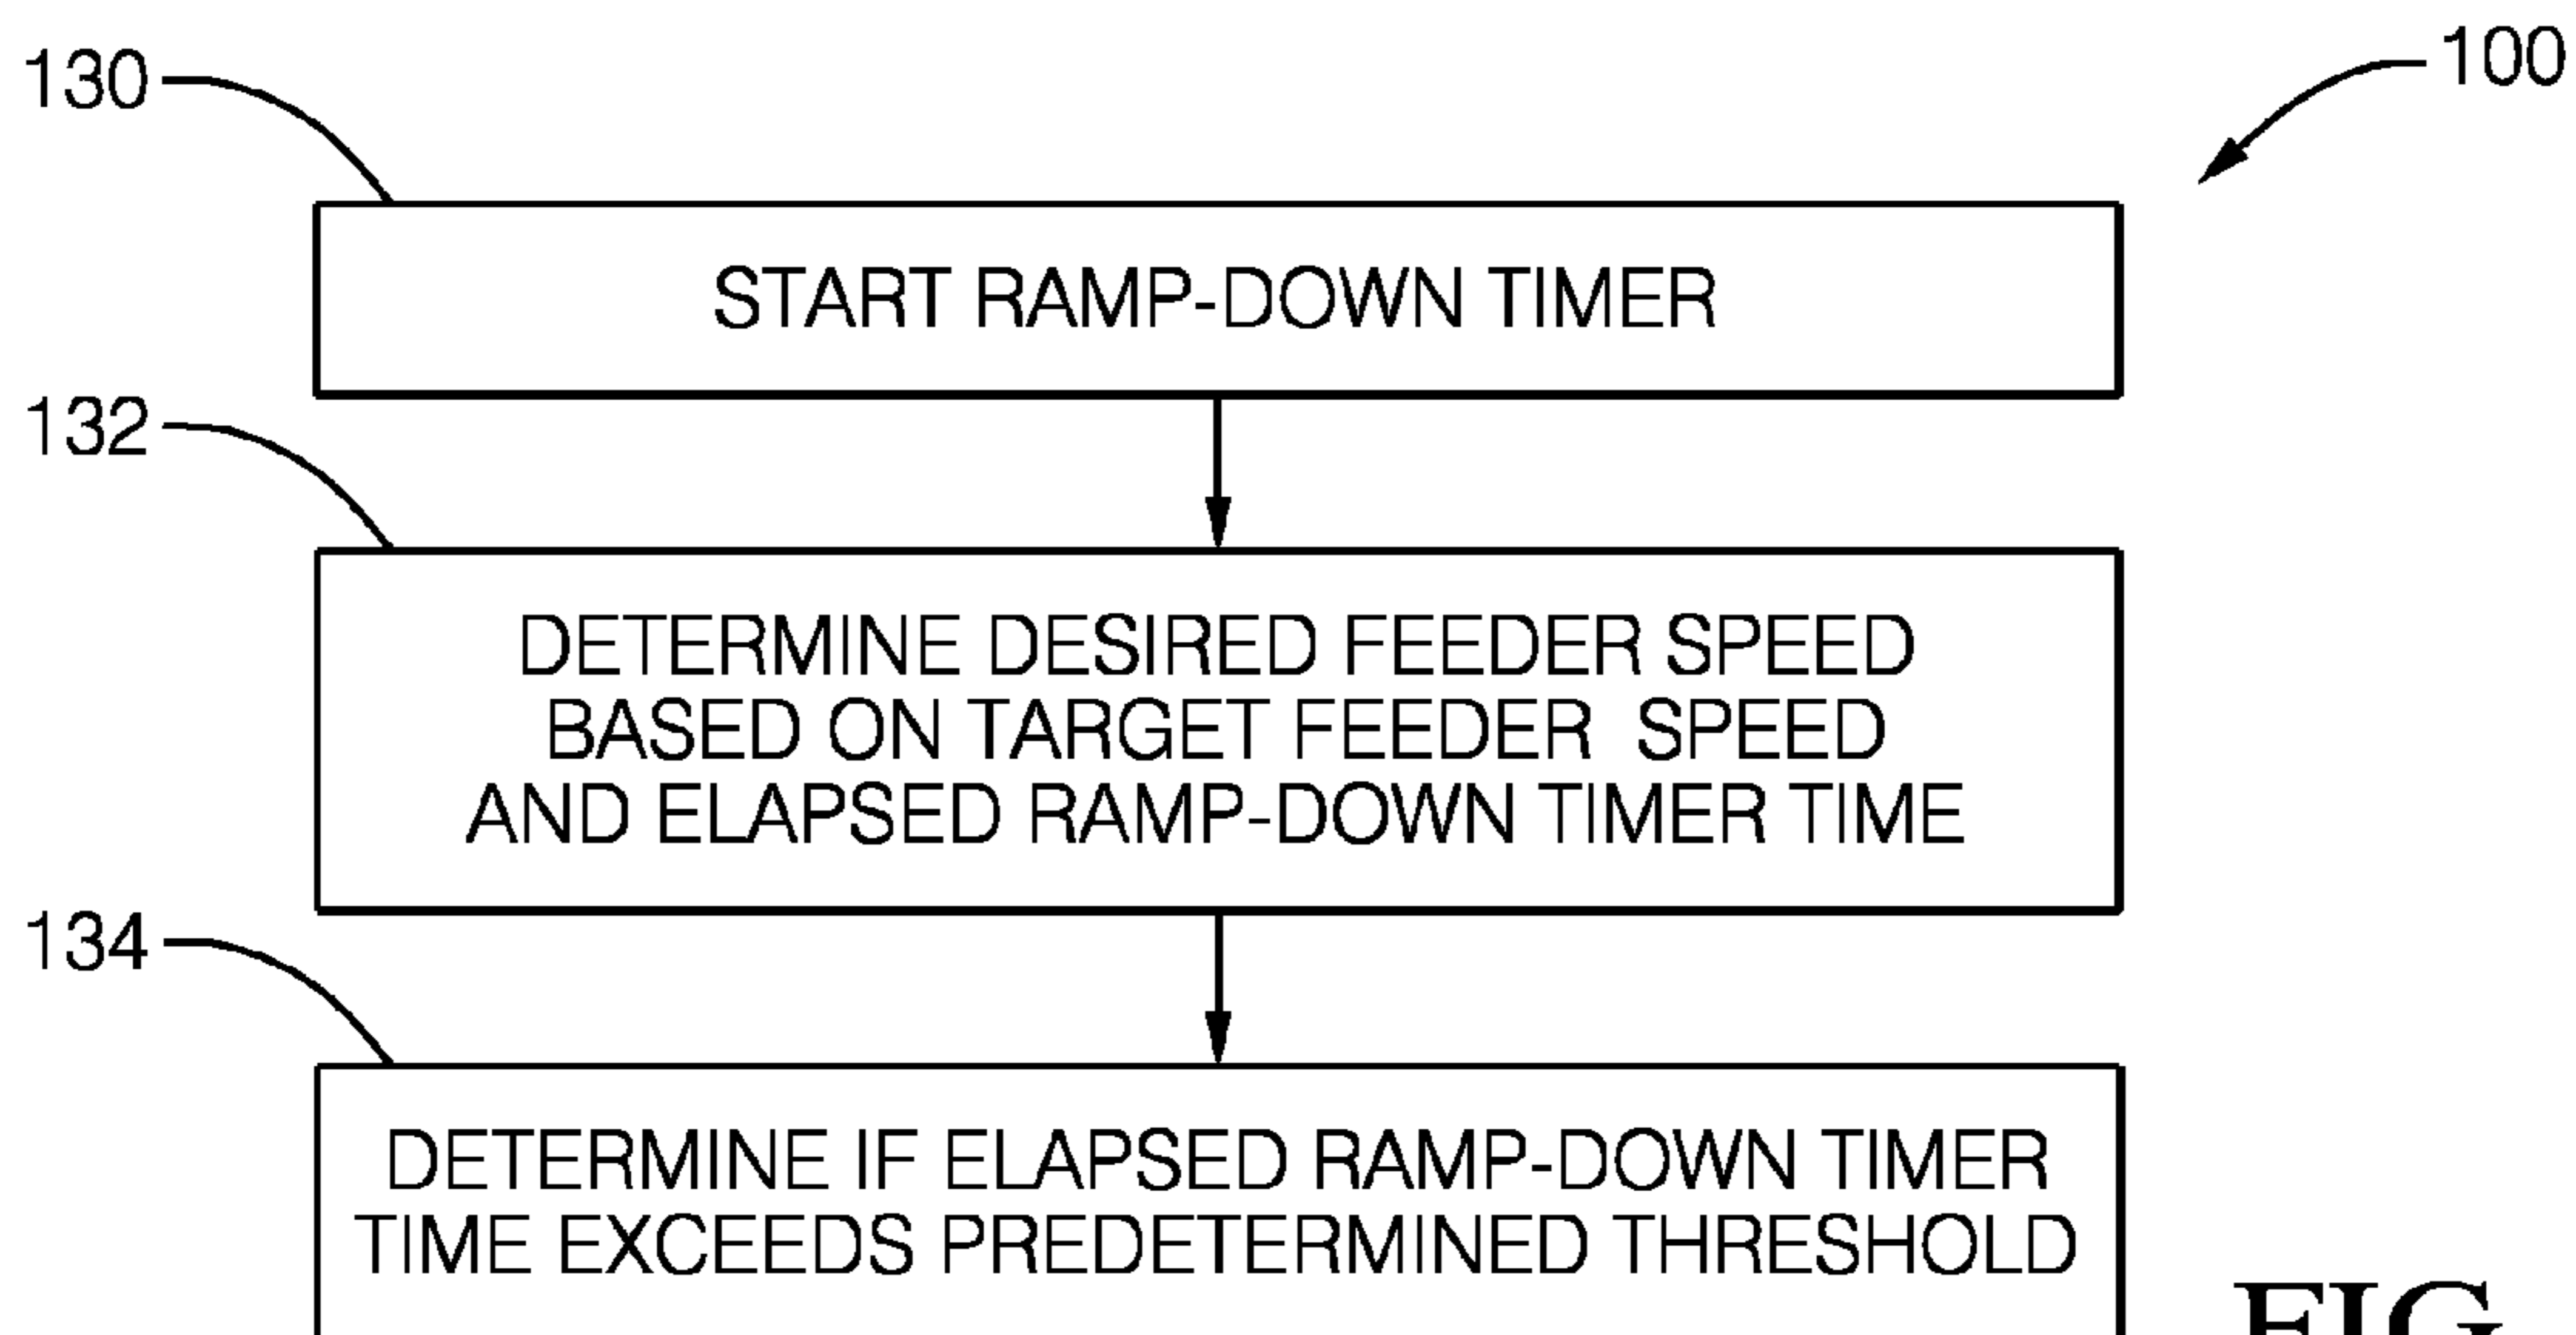 130
100
START RAMP-DOWN TIMER
132
DETERMINE DESIRED FEEDER SPEED
BASED ON TARGET FEEDER SPEED
AND ELAPSED RAMP-DOWN TIMER TIME
134
DETERMINE IF ELAPSED RAMP-DOWN TIMER
TIME EXCEEDS PREDETERMINED THRESHOLD
FIG